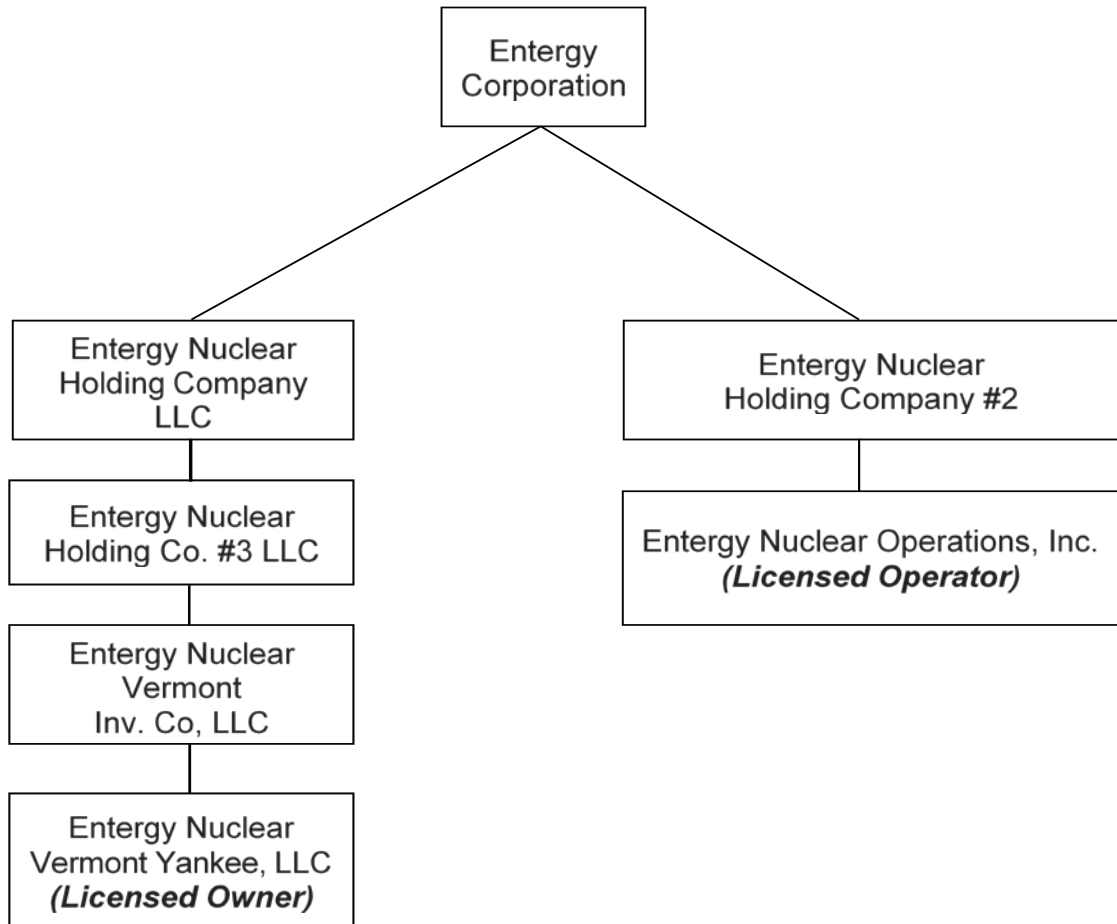 Entergy
Corporation
Entergy Nuclear
Holding Company
LLC
Entergy Nuclear
Holding Co. #3 LLC
Entergy Nuclear
Vermont
Inv. Co, LLC
Entergy Nuclear
Vermont Yankee, LLC
(Licensed Owner)
Entergy Nuclear
Holding Company #2
Entergy Nuclear Operations, Inc.
(Licensed Operator)